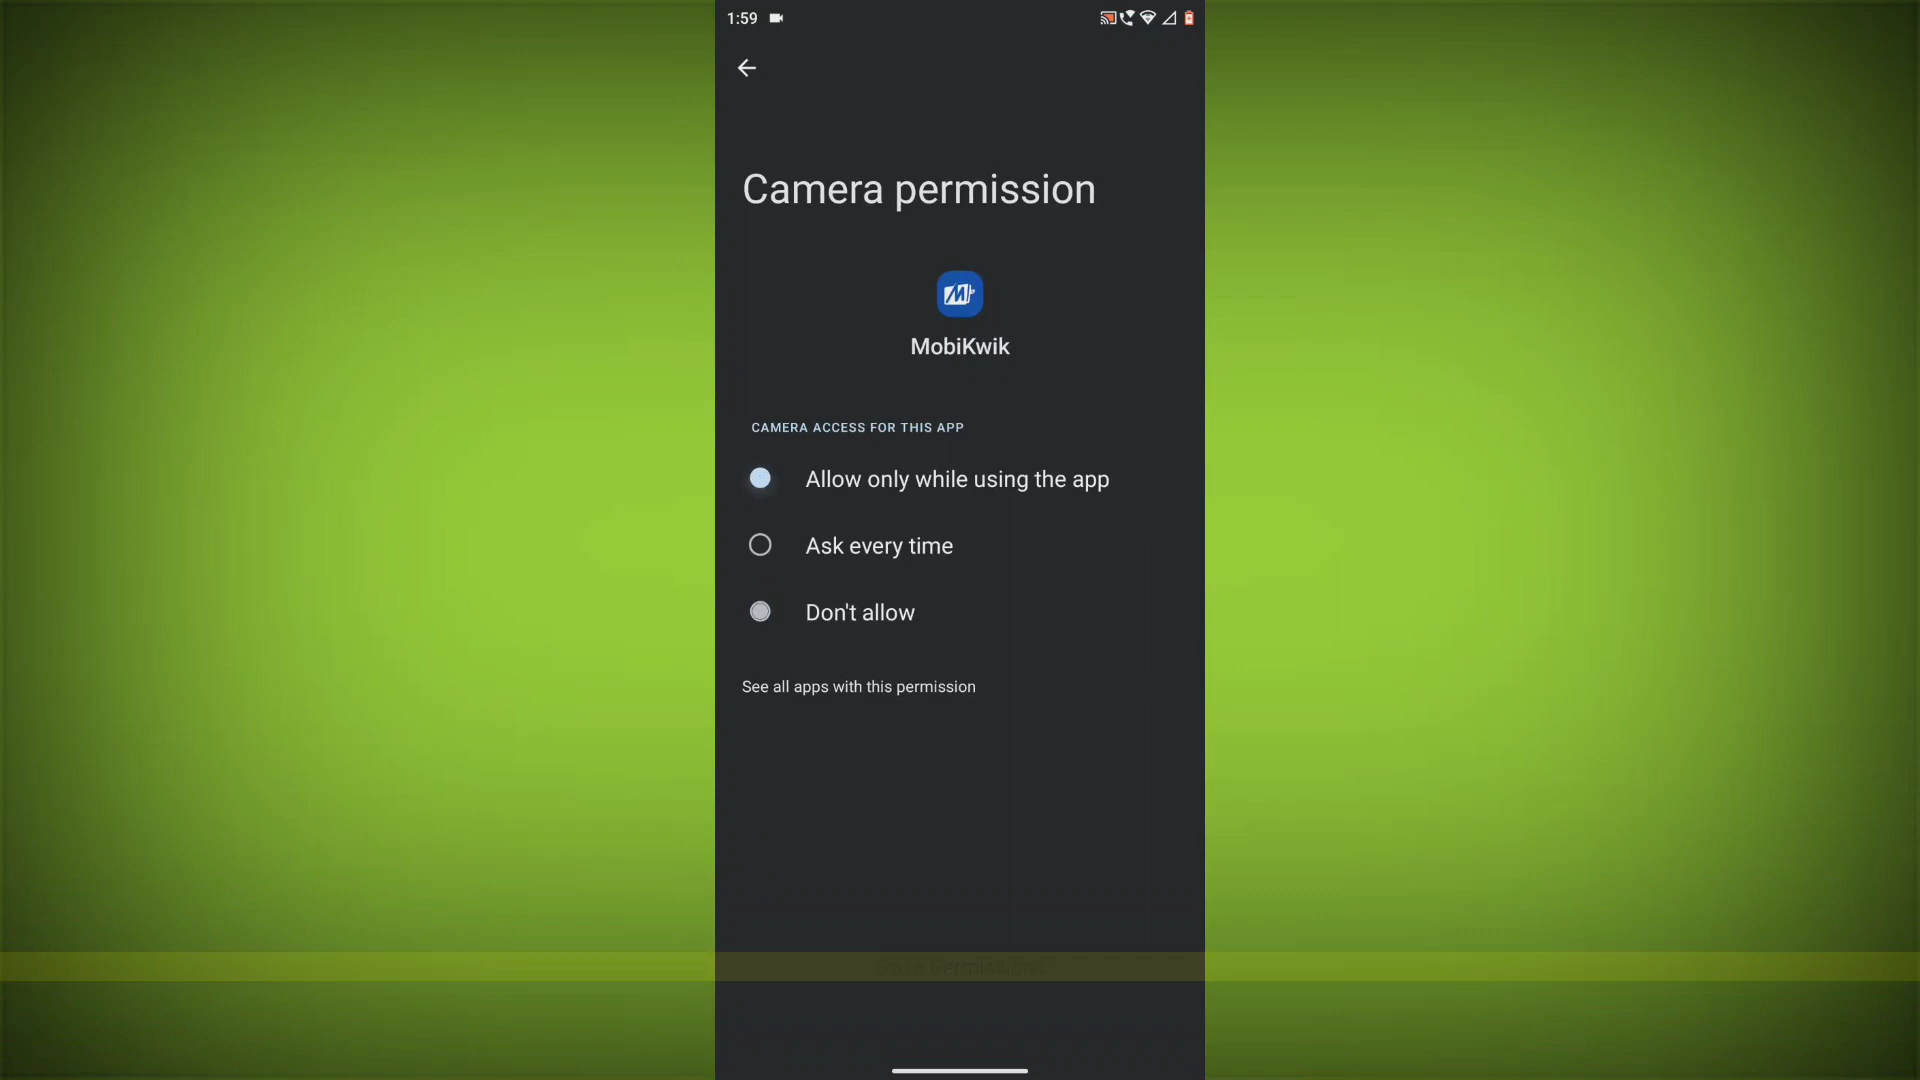 1:59
Camera permission
MobiKwik
CAMERA ACCESS FOR THIS APP
Allow only while using the app
Ask every time
Don't allow
See all apps with this permission